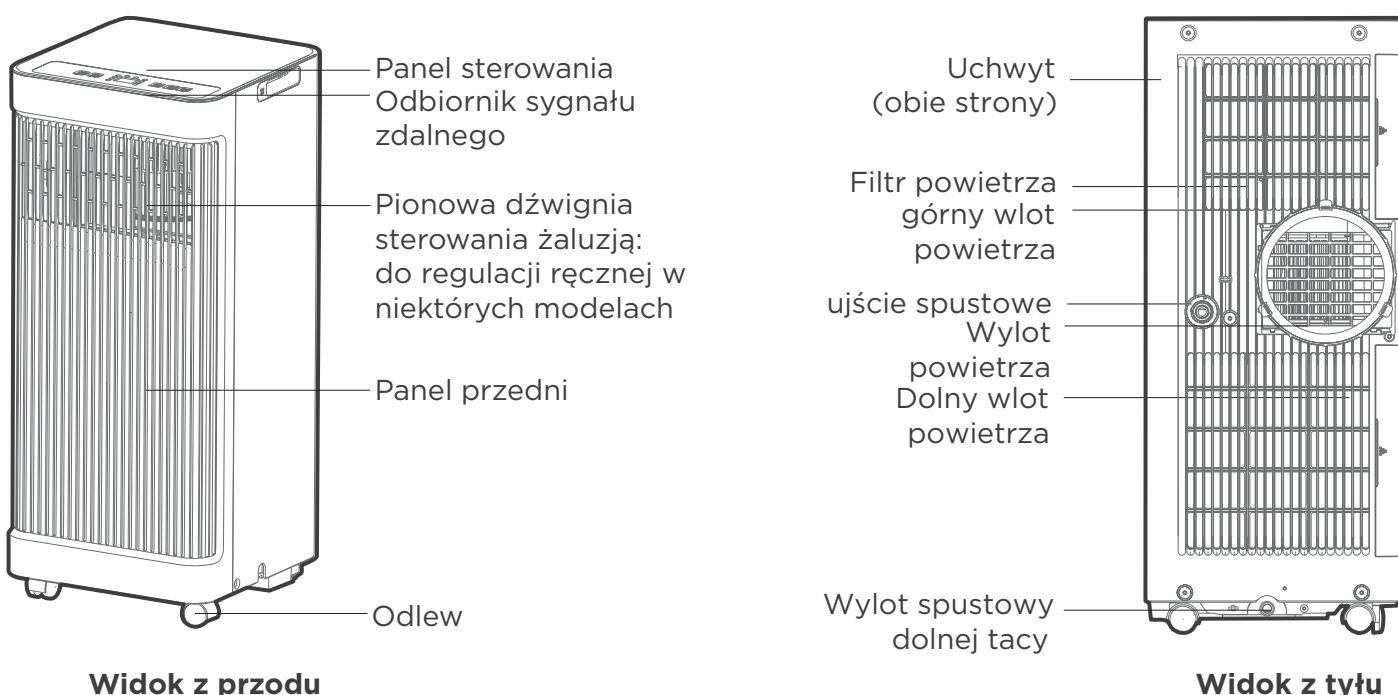 Panel sterowania
Odbiornik sygnału
zdalnego
Pionowa dźwignia
sterowania żaluzją:
do regulacji ręcznej w
niektórych modelach
Panel przedni
Odlew
Widok z przodu
Uchwyt
(obie strony)
Filtr powietrza
górny wlot
powietrza
ujście spustowe
Wylot
powietrza
Dolny wlot
powietrza
Wylot spustowy
dolnej tacy
Widok z tyłu